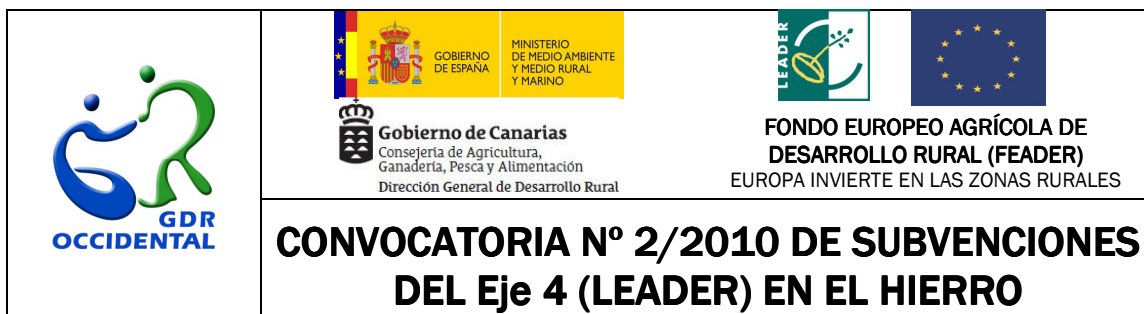 GDR
OCCIDENTAL
GOBIERNO
DE ESPAÑA
MINISTERIO
DE MEDIO AMBIENTE
Y MEDIO RURAL
Y MARINO
Gobierno de Canarias
Consejería de Agricultura,
Ganadería, Pesca y Alimentación
Dirección General de Desarrollo Rural
LEADER
FONDO EUROPEO AGRÍCOLA DE
DESARROLLO RURAL (FEADER)
EUROPA INVIERTE EN LAS ZONAS RURALES
CONVOCATORIA Nº 2/2010 DE SUBVENCIONES
DEL Eje 4 (LEADER) EN EL HIERRO